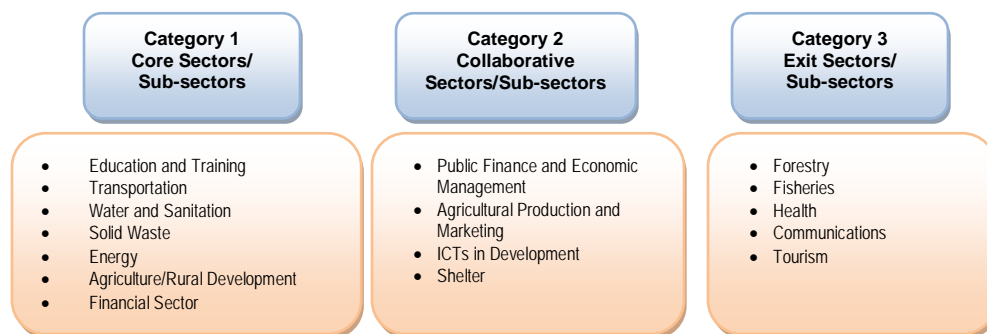 Category 1
Core Sectors/
Sub-sectors
• Education and Training
• Transportation
• Water and Sanitation
• Solid Waste
• Energy
• Agriculture/Rural Development
• Financial Sector
Category 2
Collaborative
Sectors/Sub-sectors
• Public Finance and Economic
Management
• Agricultural Production and
Marketing
• ICTs in Development
• Shelter
Category 3
Exit Sectors/
Sub-sectors
• Forestry
• Fisheries
• Health
• Communications
• Tourism